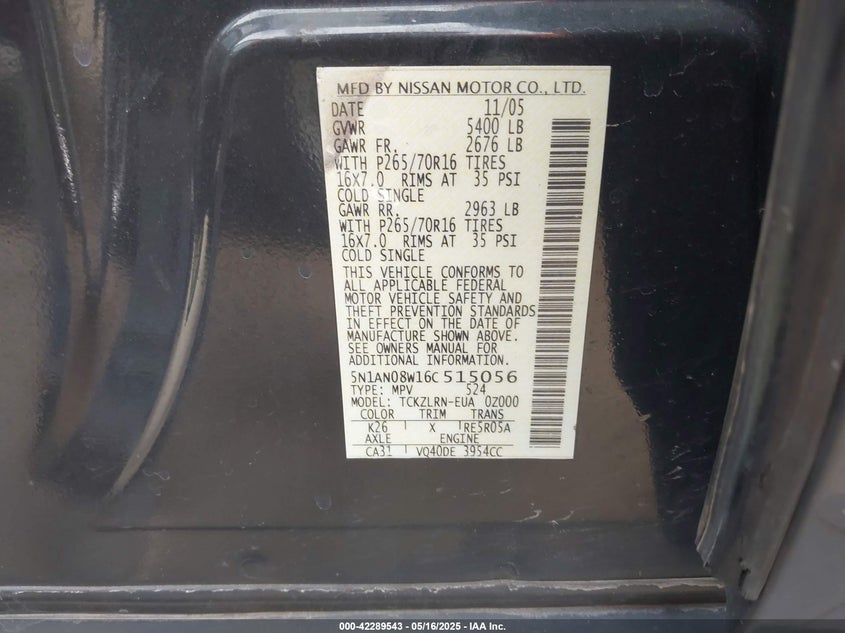 MFD BY NISSAN MOTOR CO., LTD.
DATE 11/05
GVWR 5400 LB
GAWR FR. 2676 LB
WITH P265/70R16 TIRES
16X7.0 RIMS AT 35 PSI
COLD SINGLE
GAWR RR. 2963 LB
WITH P265/70R16 TIRES
16X7.0 RIMS AT 35 PSI
COLD SINGLE
THIS VEHICLE CONFORMS TO
ALL APPLICABLE FEDERAL
MOTOR VEHICLE SAFETY AND
THEFT PREVENTION STANDARDS
IN EFFECT ON THE DATE OF
MANUFACTURE SHOWN ABOVE.
SEE OWNERS MANUAL FOR
ADDITIONAL INFORMATION.
5N1AN08W16C515056
TYPE: MPV 524
MODEL: TCKZLRN-EUA 0Z000
COLOR TRIM TRANS
K26 X RE5R05A
AXLE ENGINE
CA31 VQ40DE 3954CC
000-42289543 - 05/16/2025 - IAA Inc.